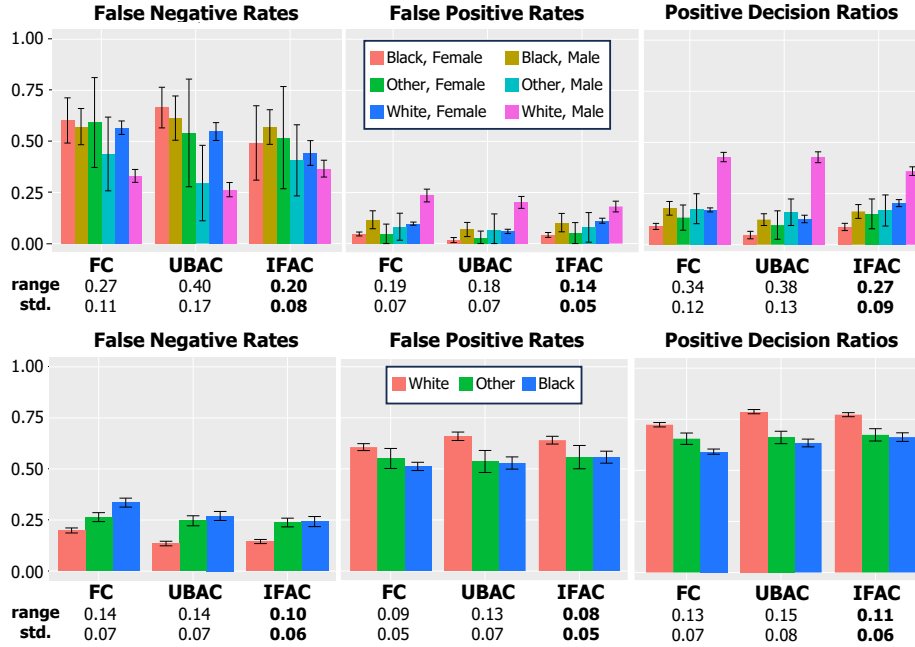 False Negative Rates
False Positive Rates
Positive Decision Ratios
1.00
0.75
0.50
0.25
0.00
Black, Female
Black, Male
Other, Female
Other, Male
White, Female
White, Male
FC UBAC IFAC FC UBAC IFAC FC UBAC IFAC
range 0.27 0.40 0.20 0.19 0.18 0.14 0.34 0.38 0.27
std. 0.11 0.17 0.08 0.07 0.07 0.05 0.12 0.13 0.09
False Negative Rates
False Positive Rates
Positive Decision Ratios
1.00
0.75
0.50
0.25
0.00
White Other Black
FC UBAC IFAC FC UBAC IFAC FC UBAC IFAC
range 0.14 0.14 0.10 0.09 0.13 0.08 0.13 0.15 0.11
std. 0.07 0.07 0.06 0.05 0.07 0.05 0.07 0.08 0.06